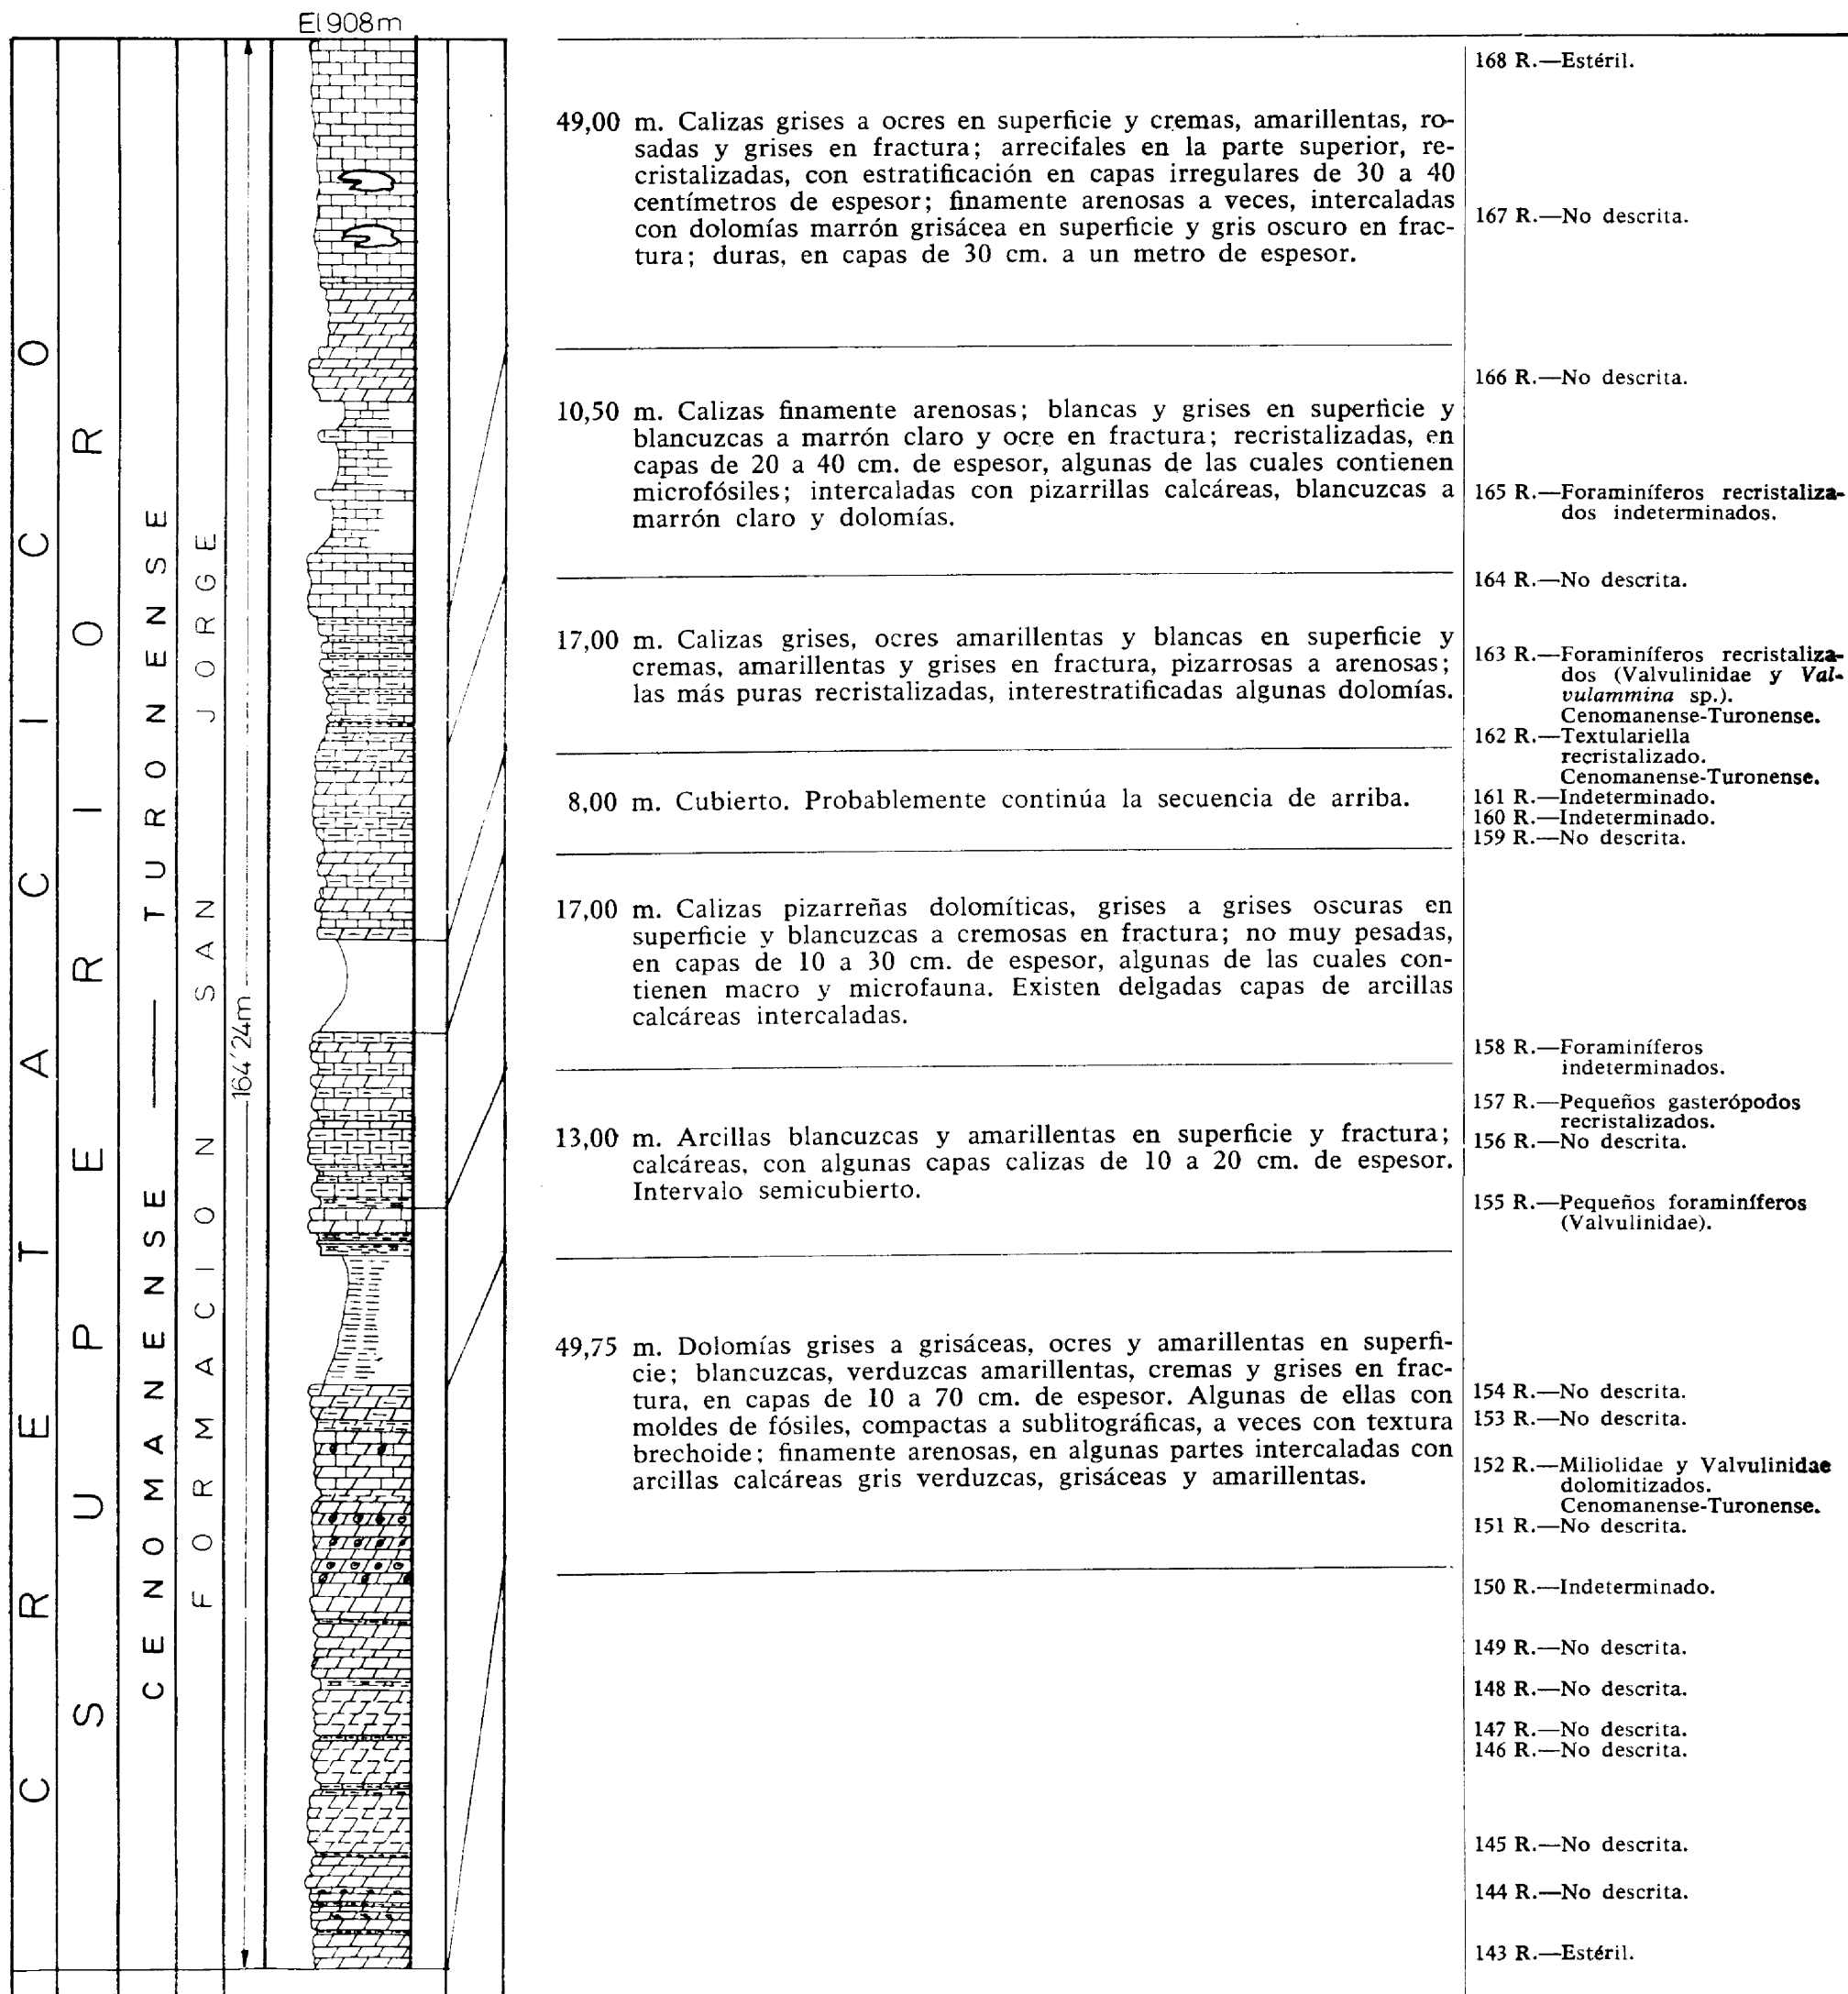 El 908m
CRETACICO
SUPERIOR
CENOMANENSE — TURONENSE
FORMACION SAN JORGE
164'24m
49,00 m. Calizas grises a ocres en superficie y cremas, amarillentas, ro-
sadas y grises en fractura; arrecifales en la parte superior, re-
cristalizadas, con estratificación en capas irregulares de 30 a 40
centímetros de espesor; finamente arenosas a veces, intercaladas
con dolomías marrón grisácea en superficie y gris oscuro en frac-
tura; duras, en capas de 30 cm. a un metro de espesor.
10,50 m. Calizas finamente arenosas; blancas y grises en superficie y
blancuzcas a marrón claro y ocre en fractura; recristalizadas, en
capas de 20 a 40 cm. de espesor, algunas de las cuales contienen
microfósiles; intercaladas con pizarrillas calcáreas, blancuzcas a
marrón claro y dolomías.
17,00 m. Calizas grises, ocres amarillentas y blancas en superficie y
cremas, amarillentas y grises en fractura, pizarrosas a arenosas;
las más puras recristalizadas, interestratificadas algunas dolomías.
8,00 m. Cubierto. Probablemente continúa la secuencia de arriba.
17,00 m. Calizas pizarreñas dolomíticas, grises a grises oscuras en
superficie y blancuzcas a cremosas en fractura; no muy pesadas,
en capas de 10 a 30 cm. de espesor, algunas de las cuales con-
tienen macro y microfauna. Existen delgadas capas de arcillas
calcáreas intercaladas.
13,00 m. Arcillas blancuzcas y amarillentas en superficie y fractura;
calcáreas, con algunas capas calizas de 10 a 20 cm. de espesor.
Intervalo semicubierto.
49,75 m. Dolomías grises a grisáceas, ocres y amarillentas en superfi-
cie; blancuzcas, verduzcas amarillentas, cremas y grises en frac-
tura, en capas de 10 a 70 cm. de espesor. Algunas de ellas con
moldes de fósiles, compactas a sublitográficas, a veces con textura
brechoide; finamente arenosas, en algunas partes intercaladas con
arcillas calcáreas gris verduzcas, grisáceas y amarillentas.
168 R.—Estéril.
167 R.—No descrita.
166 R.—No descrita.
165 R.—Foraminíferos recristaliza-
dos indeterminados.
164 R.—No descrita.
163 R.—Foraminíferos recristaliza-
dos (Valvulinidae y Val-
vulammina sp.).
Cenomanense-Turonense.
162 R.—Textulariella
recristalizado.
Cenomanense-Turonense.
161 R.—Indeterminado.
160 R.—Indeterminado.
159 R.—No descrita.
158 R.—Foraminíferos
indeterminados.
157 R.—Pequeños gasterópodos
recristalizados.
156 R.—No descrita.
155 R.—Pequeños foraminíferos
(Valvulinidae).
154 R.—No descrita.
153 R.—No descrita.
152 R.—Miliolidae y Valvulinidae
dolomitizados.
Cenomanense-Turonense.
151 R.—No descrita.
150 R.—Indeterminado.
149 R.—No descrita.
148 R.—No descrita.
147 R.—No descrita.
146 R.—No descrita.
145 R.—No descrita.
144 R.—No descrita.
143 R.—Estéril.